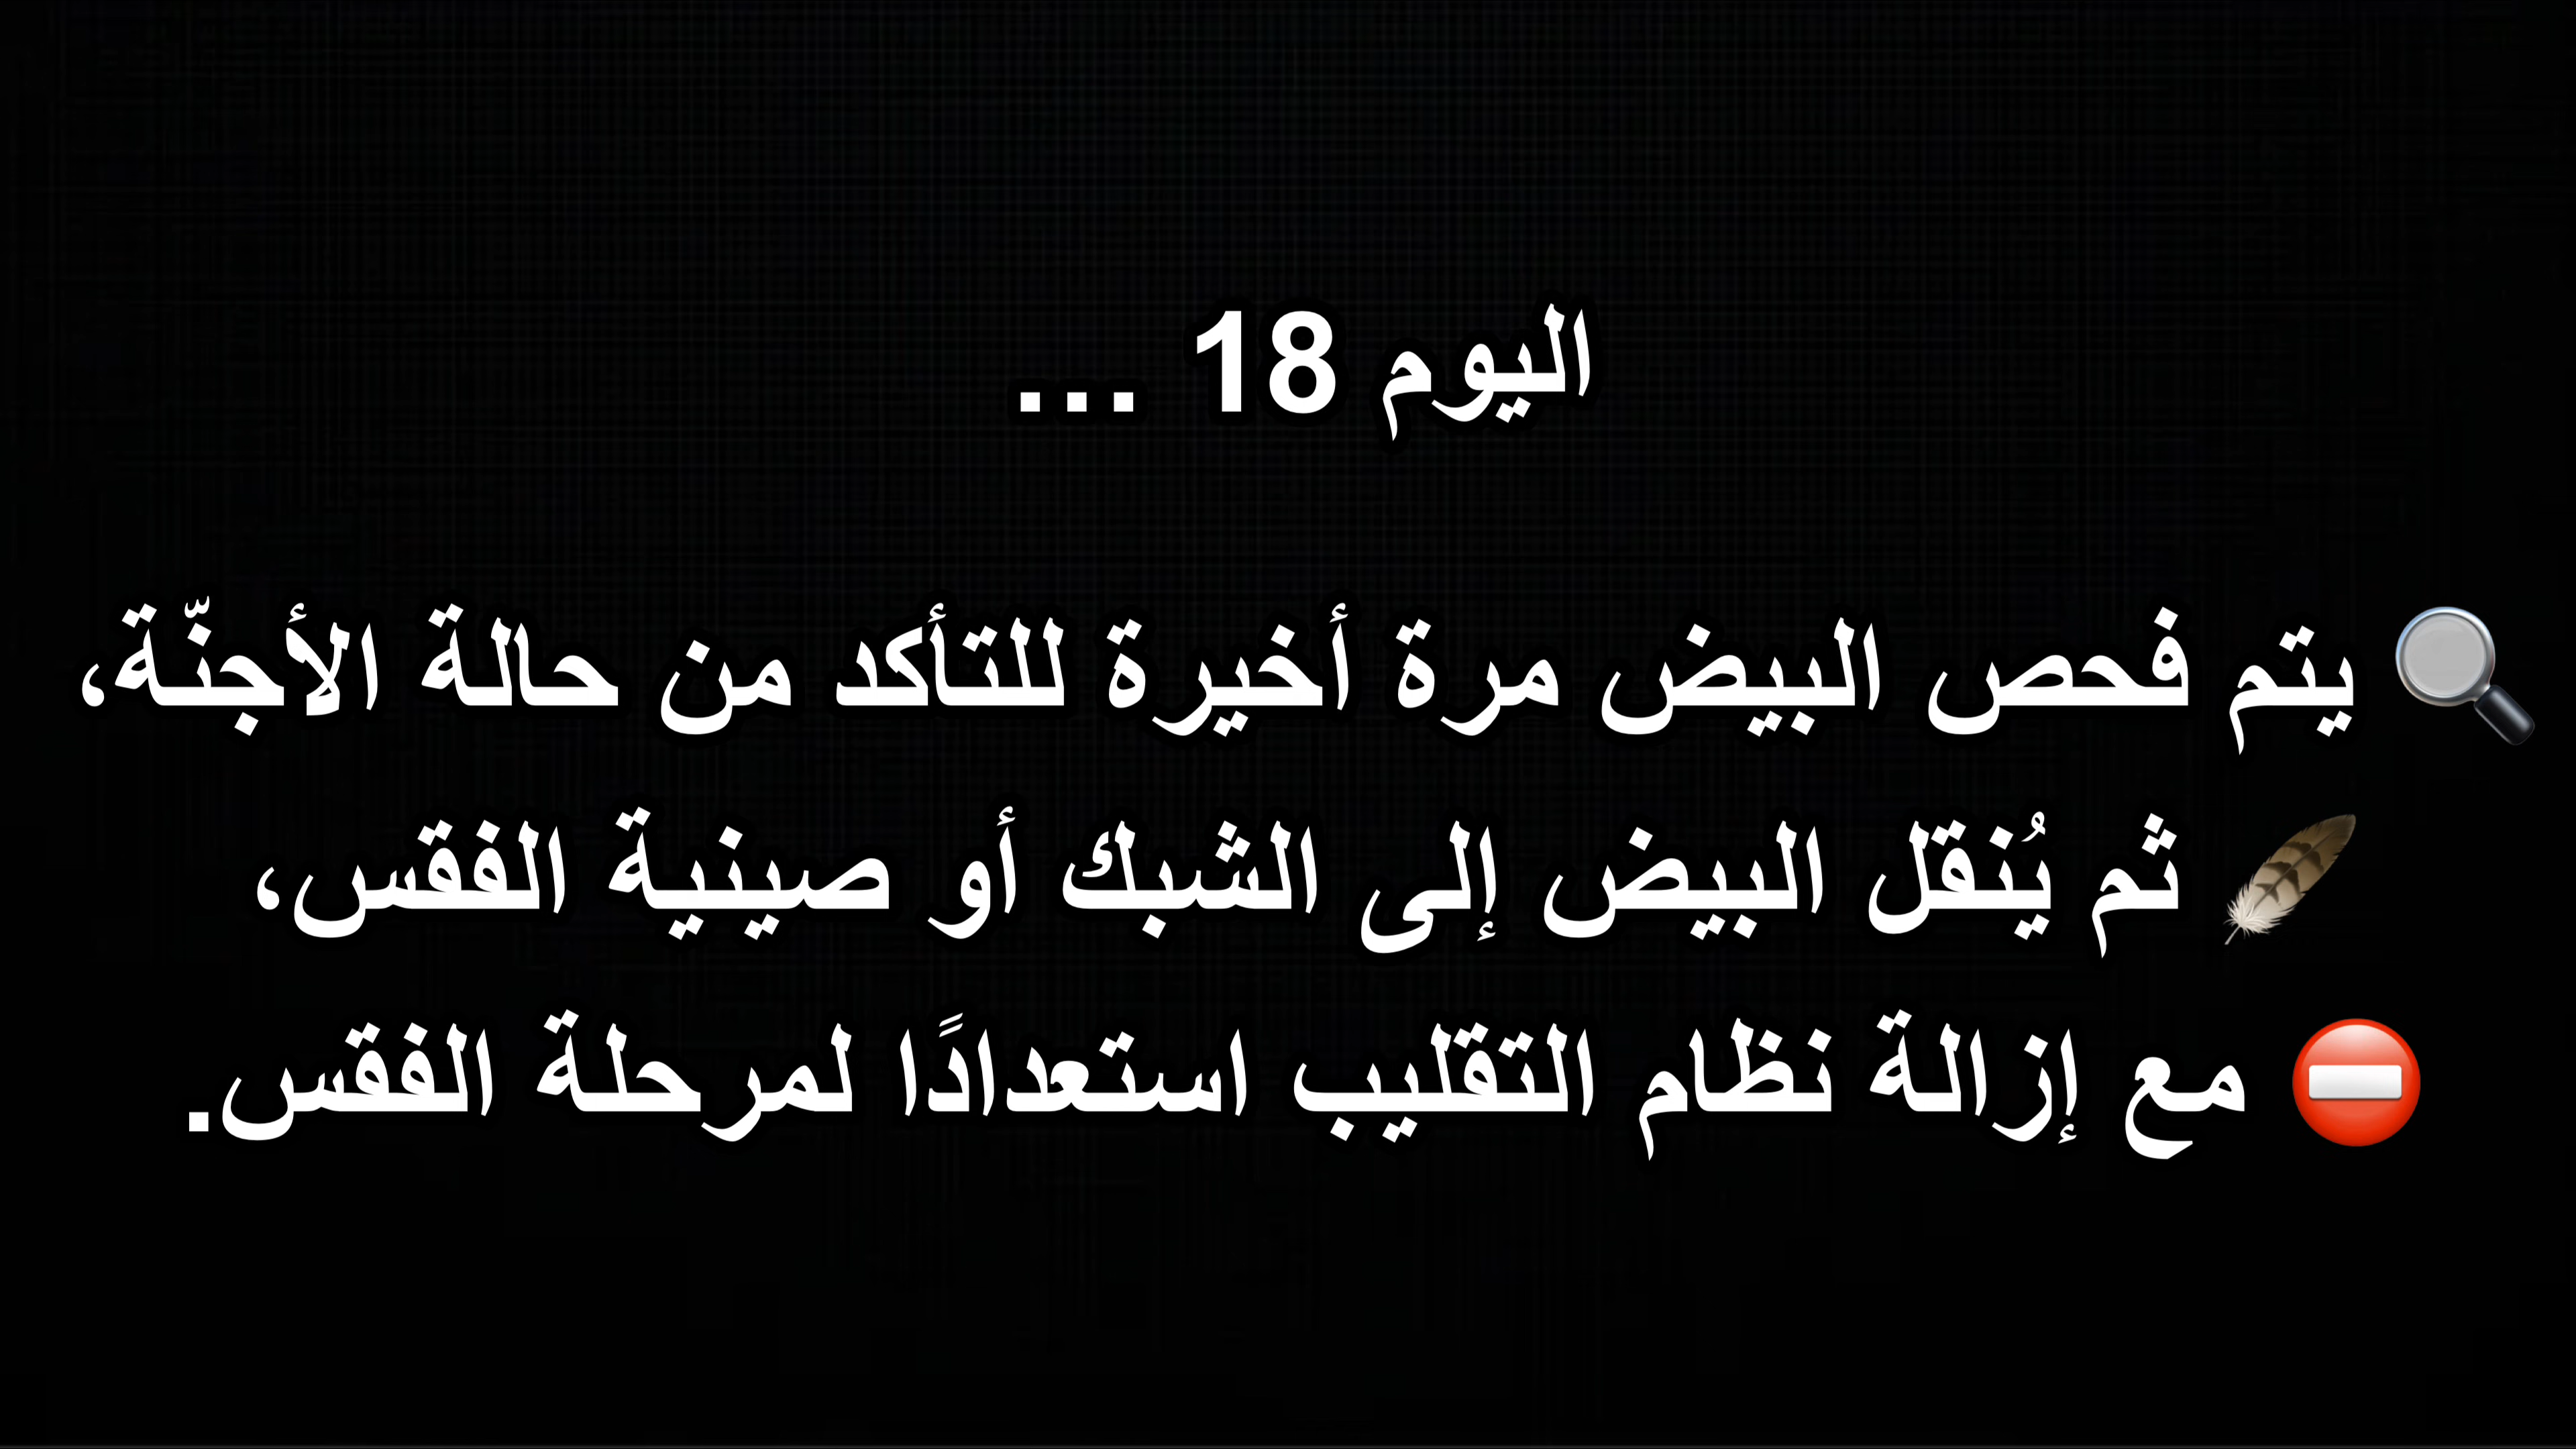 اليوم 18 ...
🔍 يتم فحص البيض مرة أخيرة للتأكد من حالة الأجنّة،
🪶 ثم يُنقل البيض إلى الشبك أو صينية الفقس،
⛔ مع إزالة نظام التقليب استعدادًا لمرحلة الفقس.